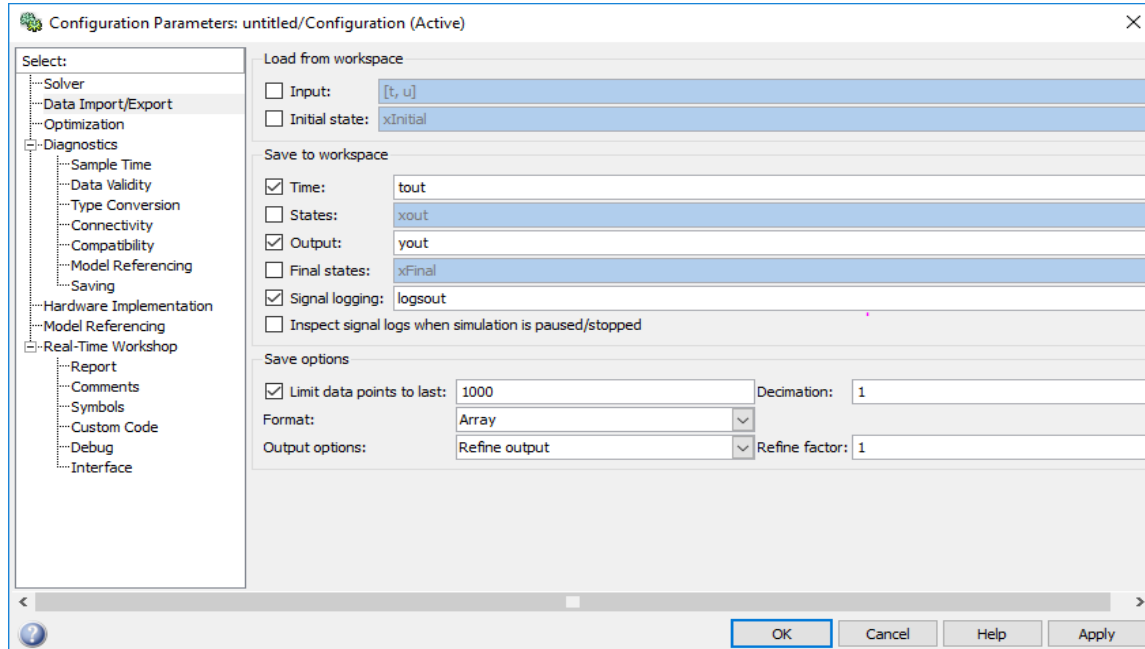 Configuration Parameters: untitled/Configuration (Active)
Select:
Solver
Data Import/Export
Optimization
Diagnostics
Sample Time
Data Validity
Type Conversion
Connectivity
Compatibility
Model Referencing
Saving
Hardware Implementation
Model Referencing
Real-Time Workshop
Report
Comments
Symbols
Custom Code
Debug
Interface
Load from workspace
Input: [t, u]
Initial state: xInitial
Save to workspace
Time: tout
States: xout
Output: yout
Final states: xFinal
Signal logging: logsout
Inspect signal logs when simulation is paused/stopped
Save options
Limit data points to last: 1000 Decimation: 1
Format: Array
Output options: Refine output Refine factor: 1
OK Cancel Help Apply